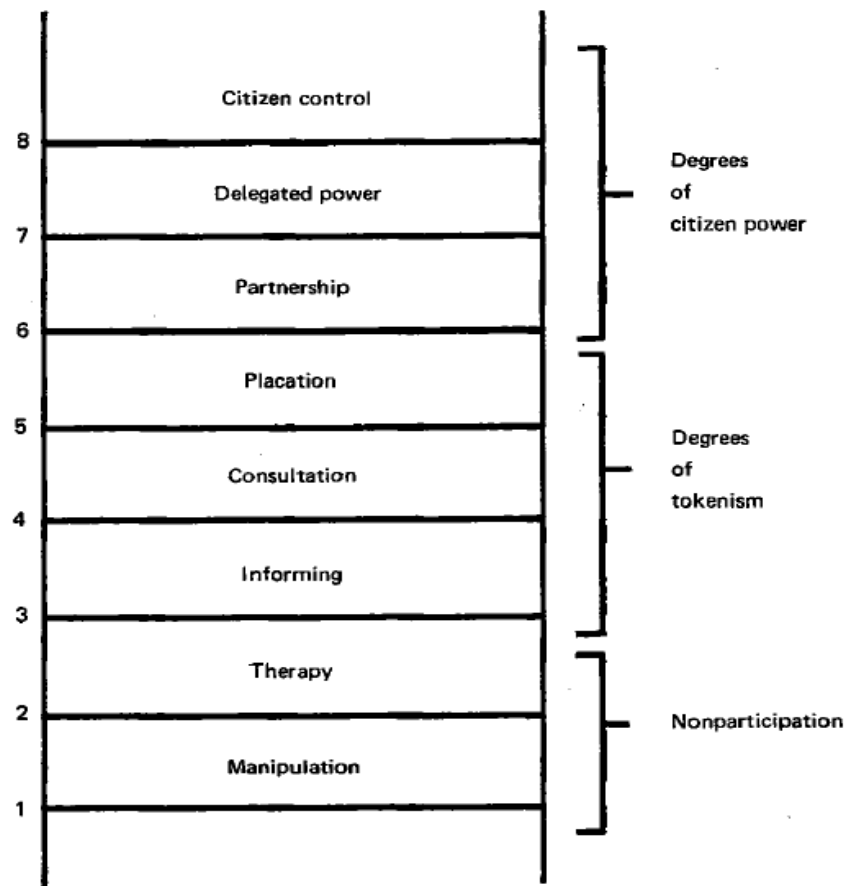 Citizen control
8
Delegated power
7
Partnership
6
Placation
5
Consultation
4
Informing
3
Therapy
2
Manipulation
1
Degrees
of
citizen power
Degrees
of
tokenism
Nonparticipation